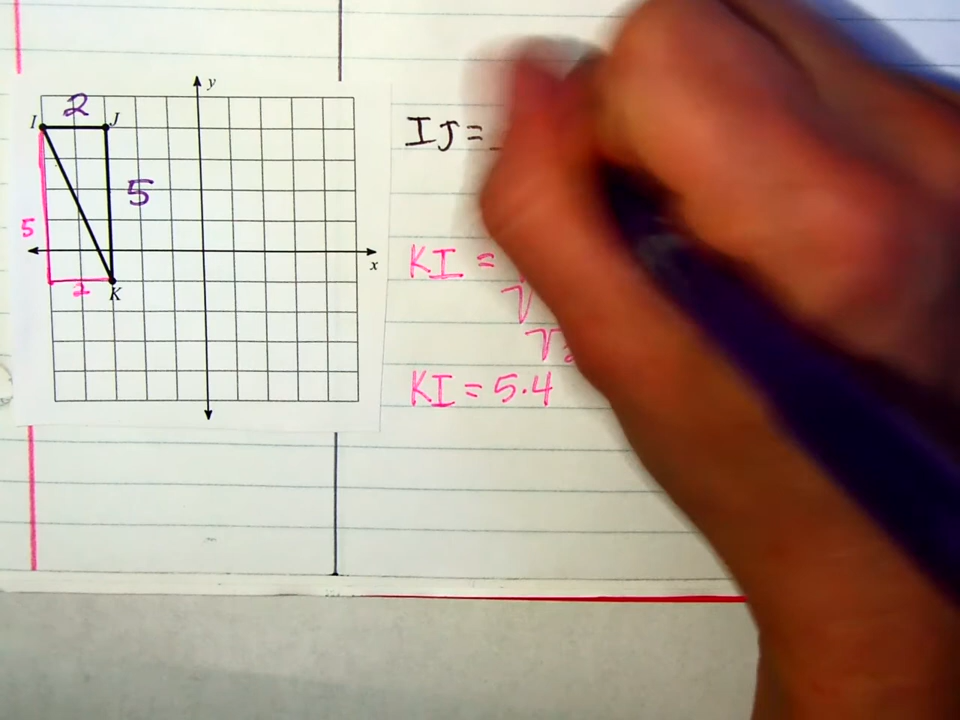 y
2
I J
5
5
x
2
K
IJ =
KI =
KI = 5.4